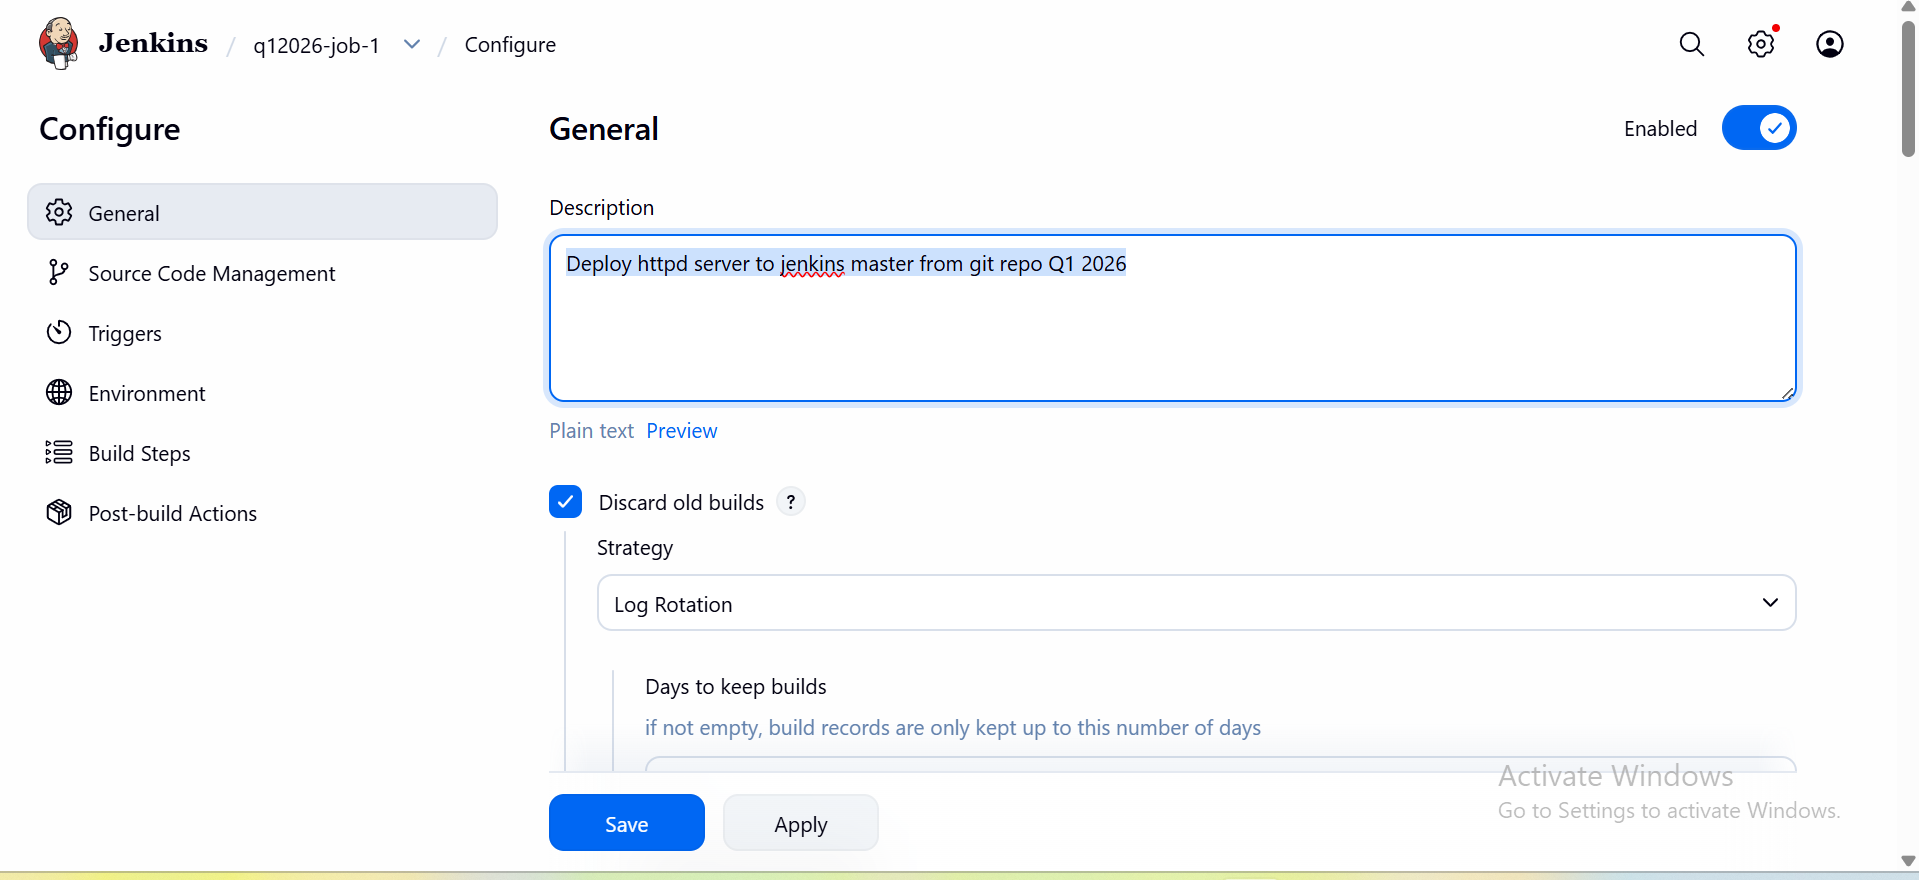 Jenkins / q12026-job-1 / Configure
Configure
General
Source Code Management
Triggers
Environment
Build Steps
Post-build Actions
General
Enabled
Description
Deploy httpd server to jenkins master from git repo Q1 2026
Plain text Preview
Discard old builds ?
Strategy
Log Rotation
Days to keep builds
if not empty, build records are only kept up to this number of days
Save Apply
Activate Windows
Go to Settings to activate Windows.